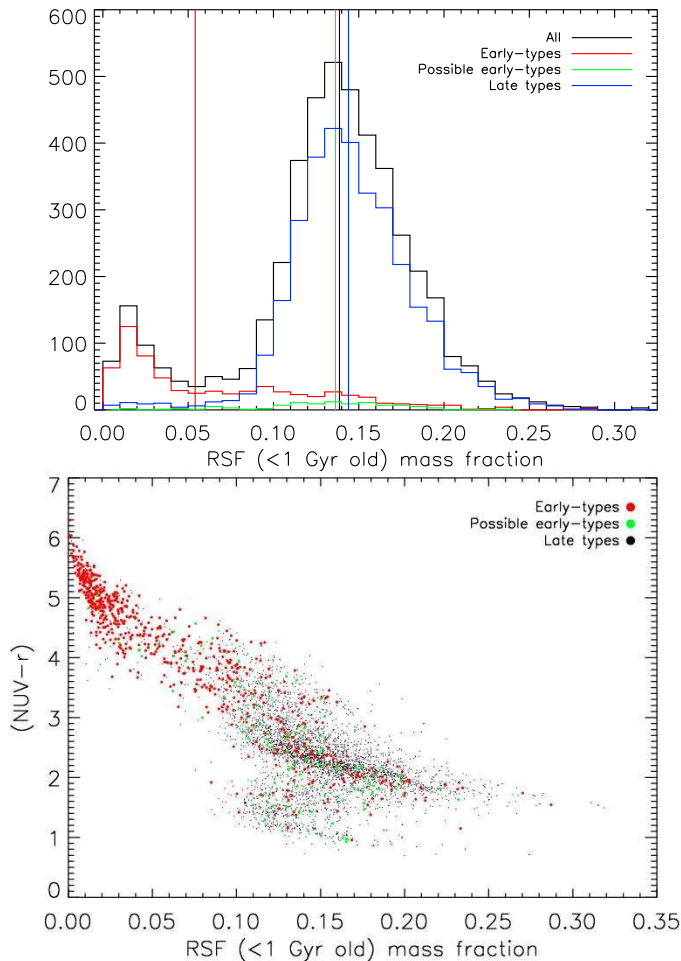 600
500
400
300
200
100
0
All
Early-types
Possible early-types
Late types
0.00 0.05 0.10 0.15 0.20 0.25 0.30
RSF (<1 Gyr old) mass fraction
7
6
5
4
3
2
1
0
(NUV-r)
Early-types
Possible early-types
Late types
0.00 0.05 0.10 0.15 0.20 0.25 0.30 0.35
RSF (<1 Gyr old) mass fraction